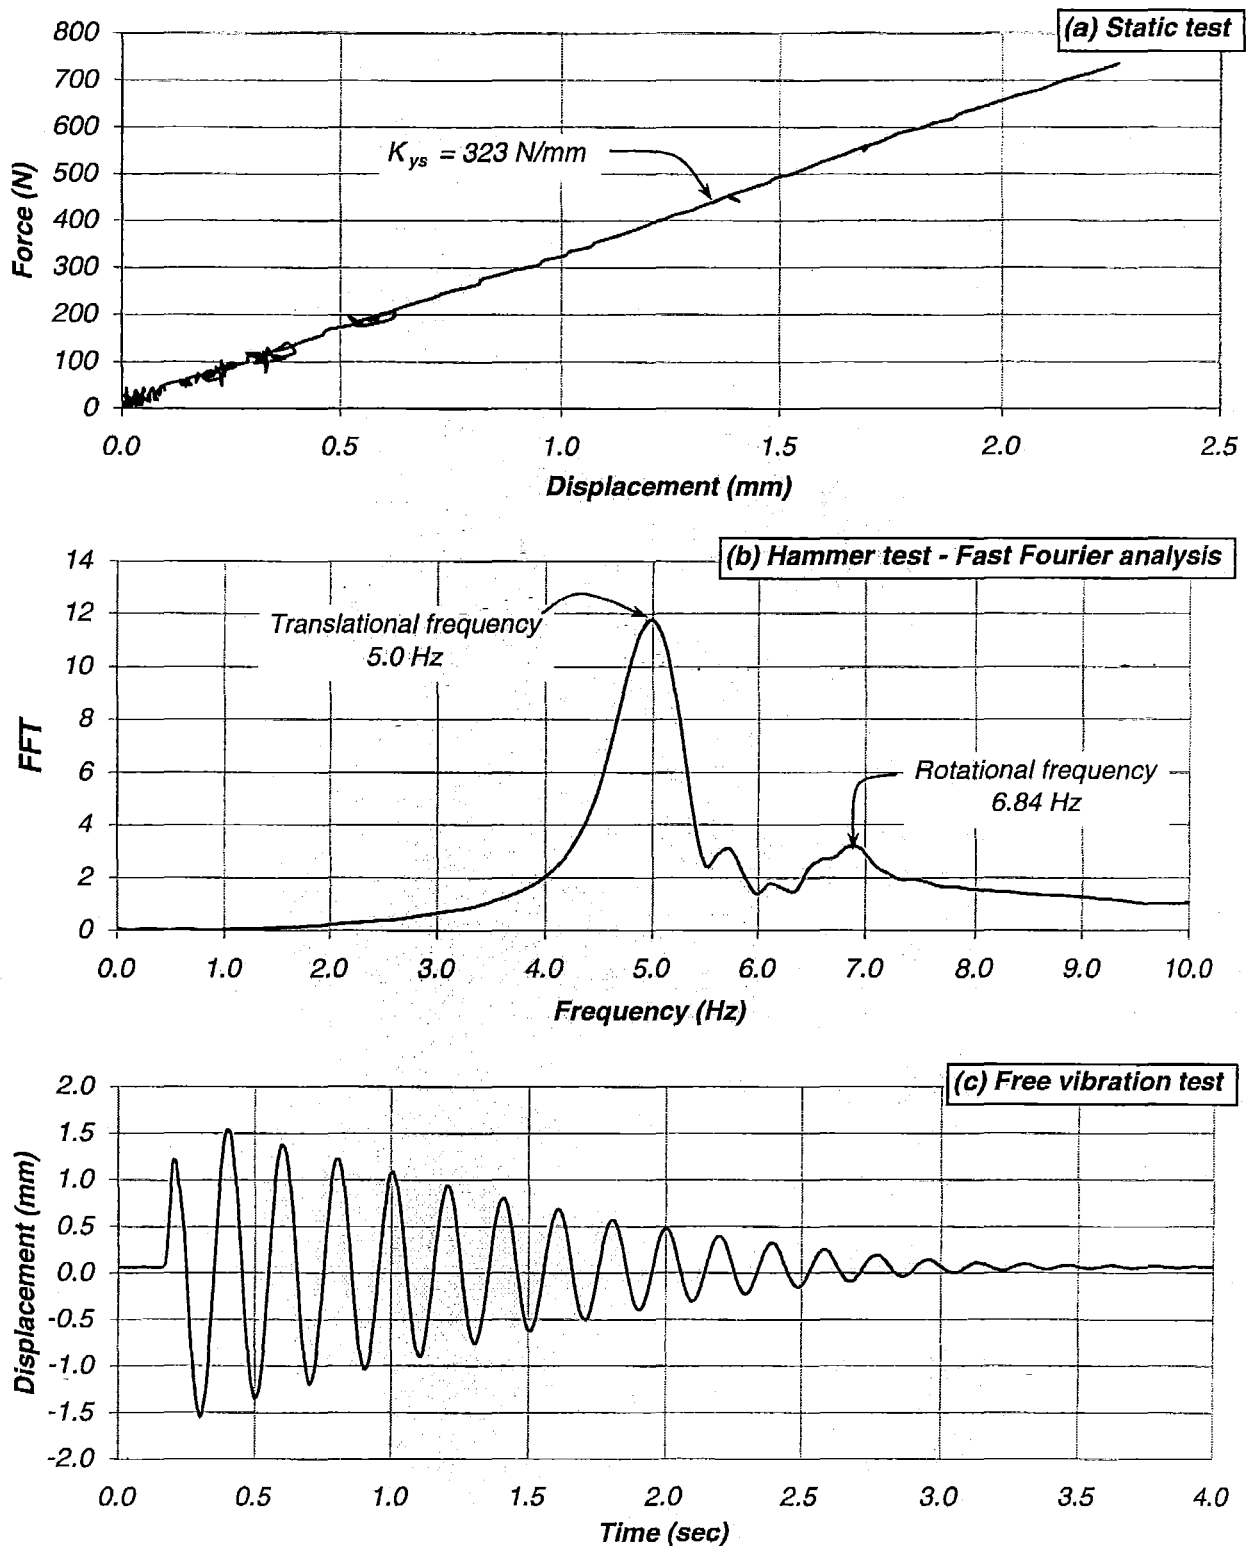 (a) Static test
800
700
600
500
400
300
200
100
0
Force (N)
K ys = 323 N/mm
0.0 0.5 1.0 1.5 2.0 2.5
Displacement (mm)
(b) Hammer test - Fast Fourier analysis
14
12
10
8
6
4
2
0
FFT
Translational frequency
5.0 Hz
Rotational frequency
6.84 Hz
0.0 1.0 2.0 3.0 4.0 5.0 6.0 7.0 8.0 9.0 10.0
Frequency (Hz)
(c) Free vibration test
2.0
1.5
1.0
0.5
0.0
-0.5
-1.0
-1.5
-2.0
Displacement (mm)
0.0 0.5 1.0 1.5 2.0 2.5 3.0 3.5 4.0
Time (sec)